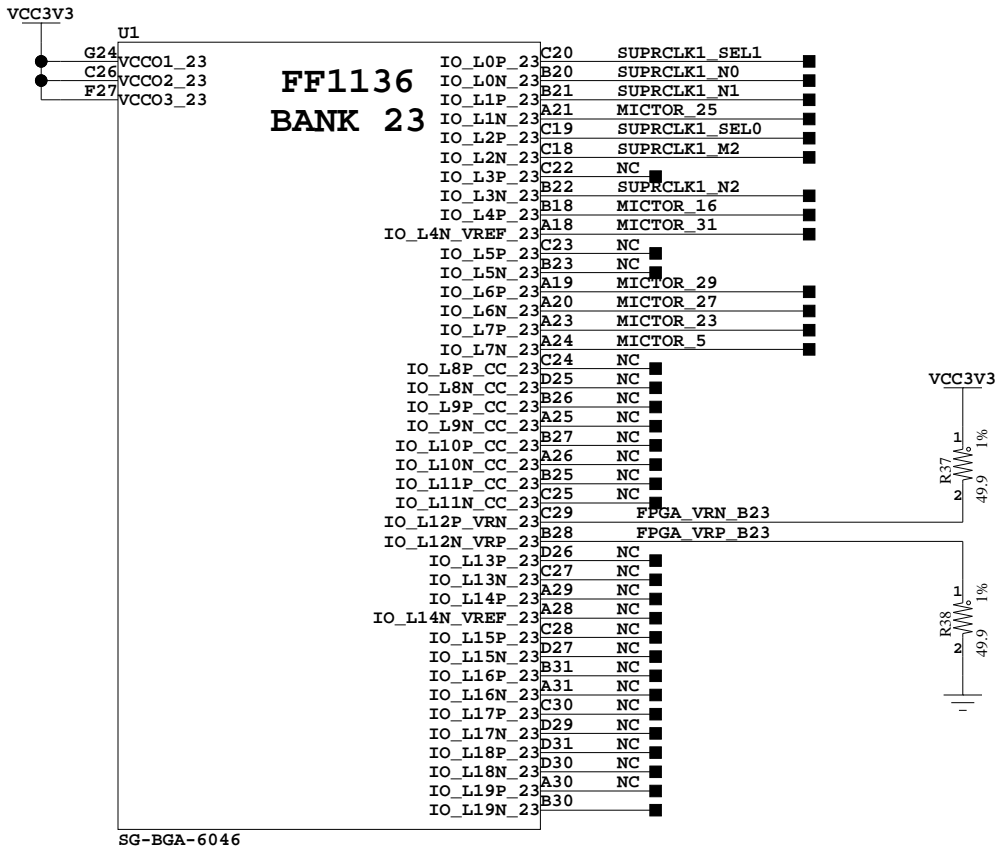 VCC3V3
U1
FF1136
BANK 23
G24 VCCO1_23
C26 VCCO2_23
F27 VCCO3_23
IO_L0P_23 C20 SUPRCLK1_SEL1
IO_L0N_23 B20 SUPRCLK1_N0
IO_L1P_23 B21 SUPRCLK1_N1
IO_L1N_23 A21 MICTOR_25
IO_L2P_23 C19 SUPRCLK1_SEL0
IO_L2N_23 C18 SUPRCLK1_M2
IO_L3P_23 C22 NC
IO_L3N_23 B22 SUPRCLK1_N2
IO_L4P_23 B18 MICTOR_16
IO_L4N_VREF_23 A18 MICTOR_31
IO_L5P_23 C23 NC
IO_L5N_23 B23 NC
IO_L6P_23 A19 MICTOR_29
IO_L6N_23 A20 MICTOR_27
IO_L7P_23 A23 MICTOR_23
IO_L7N_23 A24 MICTOR_5
IO_L8P_CC_23 C24 NC
IO_L8N_CC_23 D25 NC
IO_L9P_CC_23 B26 NC
IO_L9N_CC_23 A25 NC
IO_L10P_CC_23 B27 NC
IO_L10N_CC_23 A26 NC
IO_L11P_CC_23 B25 NC
IO_L11N_CC_23 C25 NC
IO_L12P_VRN_23 C29 FPGA_VRN_B23
IO_L12N_VRP_23 B28 FPGA_VRP_B23
IO_L13P_23 D26 NC
IO_L13N_23 C27 NC
IO_L14P_23 A29 NC
IO_L14N_VREF_23 A28 NC
IO_L15P_23 C28 NC
IO_L15N_23 D27 NC
IO_L16P_23 B31 NC
IO_L16N_23 A31 NC
IO_L17P_23 C30 NC
IO_L17N_23 D29 NC
IO_L18P_23 D31 NC
IO_L18N_23 D30 NC
IO_L19P_23 A30 NC
IO_L19N_23 B30
SG-BGA-6046
VCC3V3
1
R37
1%
49.9
2
1
R38
1%
49.9
2